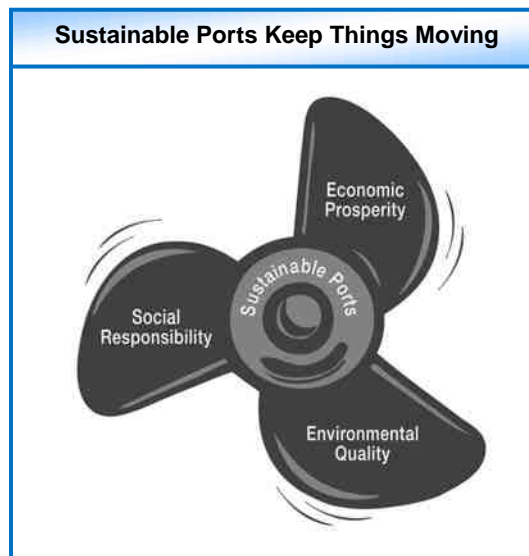 Sustainable Ports Keep Things Moving
Economic
Prosperity
Sustainable Ports
Social
Responsibility
Environmental
Quality